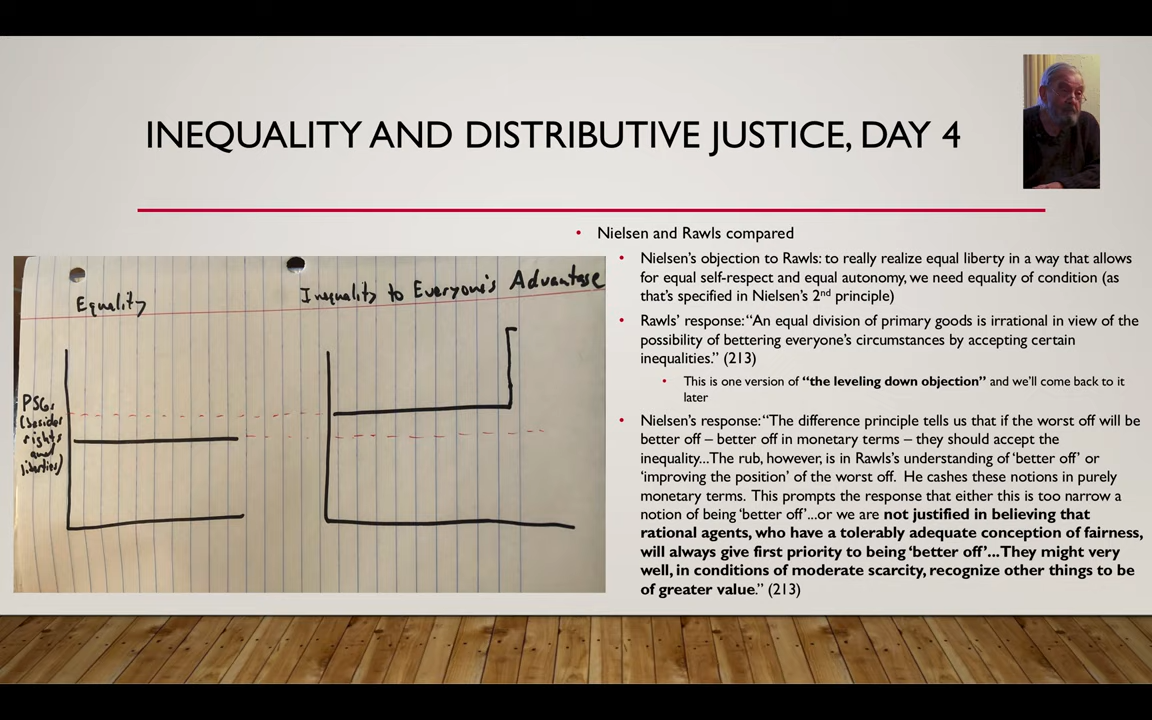 INEQUALITY AND DISTRIBUTIVE JUSTICE, DAY 4
Equality
Inequality to Everyone's Advantage
PSGs
(besides
rights
and
liberties)
• Nielsen and Rawls compared
• Nielsen's objection to Rawls: to really realize equal liberty in a way that allows
for equal self-respect and equal autonomy, we need equality of condition (as
that's specified in Nielsen's 2nd principle)
• Rawls' response: “An equal division of primary goods is irrational in view of the
possibility of bettering everyone's circumstances by accepting certain
inequalities.” (213)
• This is one version of “the leveling down objection” and we'll come back to it
later
• Nielsen's response: “The difference principle tells us that if the worst off will be
better off – better off in monetary terms – they should accept the
inequality...The rub, however, is in Rawls's understanding of ‘better off’ or
‘improving the position’ of the worst off. He cashes these notions in purely
monetary terms. This prompts the response that either this is too narrow a
notion of being ‘better off’...or we are not justified in believing that
rational agents, who have a tolerably adequate conception of fairness,
will always give first priority to being ‘better off’...They might very
well, in conditions of moderate scarcity, recognize other things to be
of greater value.” (213)